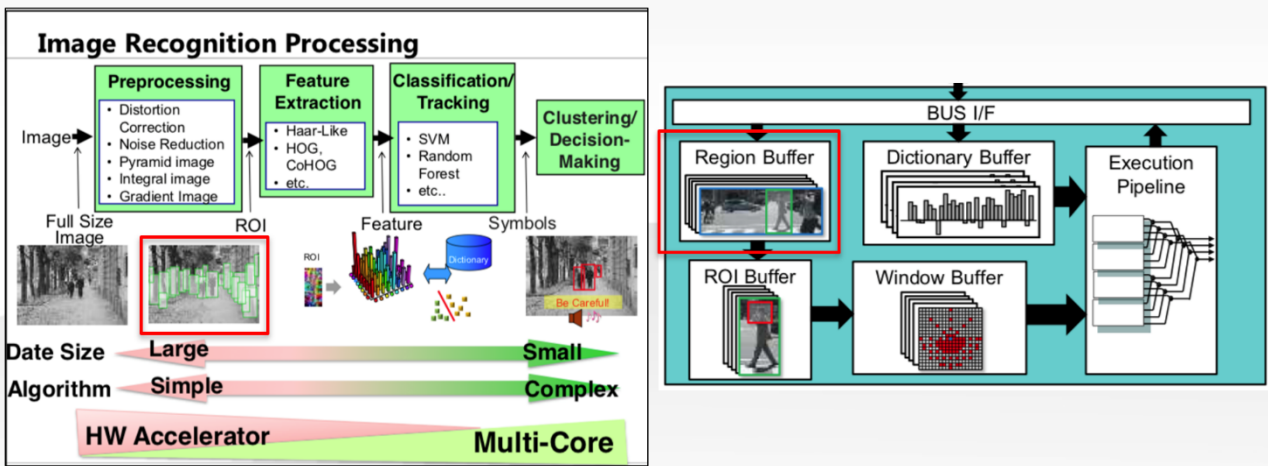 Image Recognition Processing
Image
Preprocessing
• Distortion
Correction
• Noise Reduction
• Pyramid image
• Integral image
• Gradient Image
Feature
Extraction
• Haar-Like
• HOG,
CoHOG
• etc.
Classification/
Tracking
• SVM
• Random
Forest
• etc..
Clustering/
Decision-
Making
Full Size
Image
ROI
Feature
Symbols
ROI
Dictionary
Be Careful!
Date Size
Large
Small
Algorithm
Simple
Complex
HW Accelerator
Multi-Core
BUS I/F
Region Buffer
Dictionary Buffer
Execution
Pipeline
ROI Buffer
Window Buffer